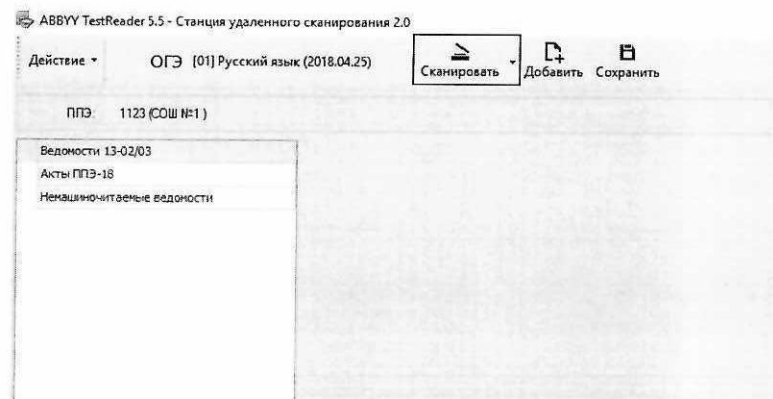 ABBYY TestReader 5.5 - Станция удаленного сканирования 2.0
Действие ОГЭ [01] Русский язык (2018.04.25) Сканировать Добавить Сохранить
ППЭ: 1123 (СОШ №1 )
Ведомости 13-02/03
Акты ППЭ-18
Немашиночитаемые ведомости